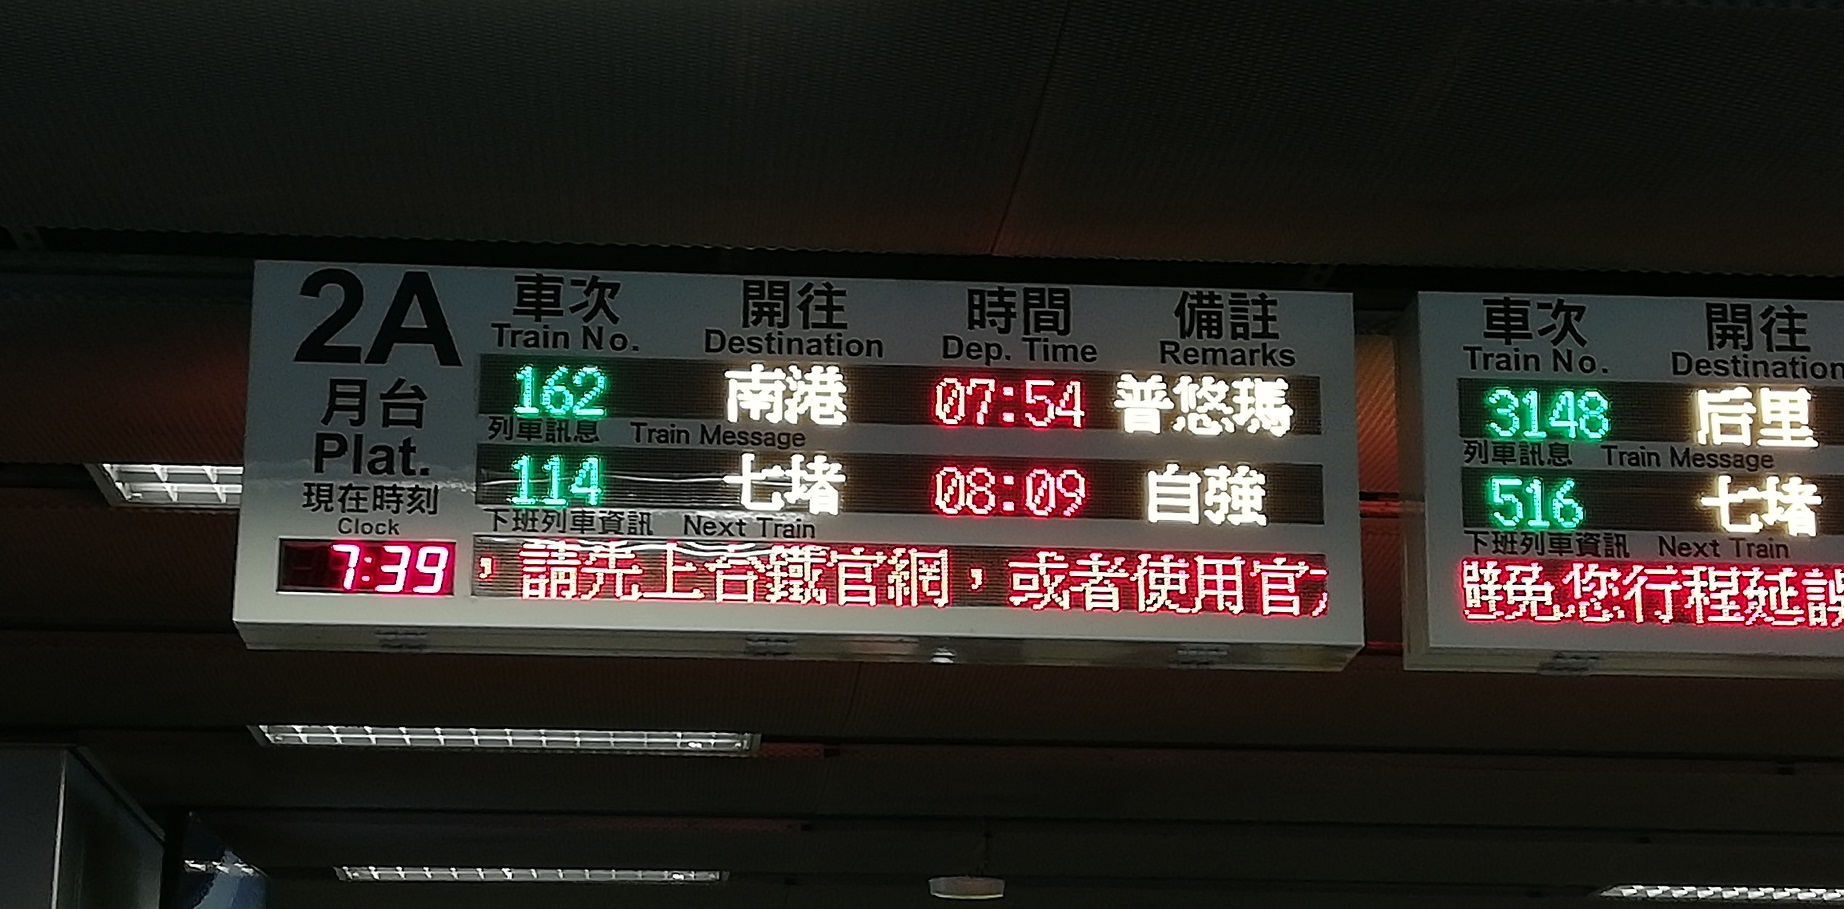 2A 月台 Plat. 現在時刻 Clock 7:39
車次 開往 時間 備註
Train No. Destination Dep. Time Remarks
162 南港 07:54 普悠瑪
列車訊息 Train Message
114 七堵 08:09 自強
下班列車資訊 Next Train
，請先上台鐵官網，或者使用官
車次 開往
Train No. Destination
3148 后里
列車訊息 Train Message
516 七堵
下班列車資訊 Next Train
避免您行程延誤